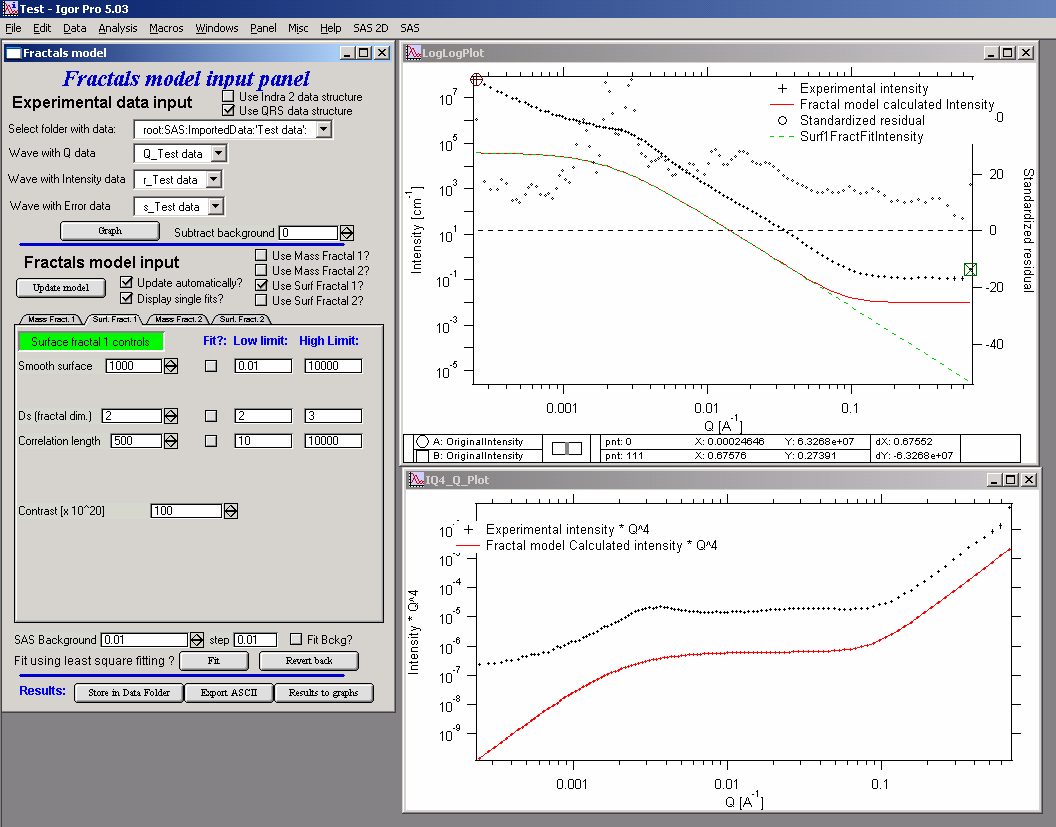 Test - Igor Pro 5.03
File Edit Data Analysis Macros Windows Panel Misc Help SAS 2D SAS
Fractals model
Fractals model input panel
Experimental data input
Use Indra 2 data structure
Use QRS data structure
Select folder with data: root:SAS:ImportedData:'Test data':
Wave with Q data Q_Test data
Wave with Intensity data r_Test data
Wave with Error data s_Test data
Graph Subtract background 0
Fractals model input
Use Mass Fractal 1?
Use Mass Fractal 2?
Use Surf Fractal 1?
Use Surf Fractal 2?
Update model Update automatically?
Display single fits?
Mass Fract. 1 Surf. Fract. 1 Mass Fract. 2 Surf. Fract. 2
Surface fractal 1 controls Fit?: Low limit: High Limit:
Smooth surface 1000 0.01 10000
Ds (fractal dim.) 2 2 3
Correlation length 500 10 10000
Contrast [x 10^20] 100
SAS Background 0.01 step 0.01 Fit Bckg?
Fit using least square fitting ? Fit Revert back
Results: Store in Data Folder Export ASCII Results to graphs
LogLogPlot
Experimental intensity
Fractal model calculated Intensity
Standardized residual
Surf1FractFitIntensity
Intensity [cm-1]
10^7
10^5
10^3
10^1
10^-1
10^-3
10^-5
0
20
0
-20
-40
Standardized residual
0.001 0.01 0.1
Q [A-1]
A: OriginalIntensity pnt: 0 X: 0.00024646 Y: 6.3268e+07 dX: 0.67552
B: OriginalIntensity pnt: 111 X: 0.67576 Y: 0.27391 dY: -6.3268e+07
IQ4_Q_Plot
Experimental intensity * Q^4
Fractal model Calculated intensity * Q^4
Intensity * Q^4
10^-4
10^-5
10^-6
10^-7
10^-8
10^-9
0.001 0.01 0.1
Q [A-1]